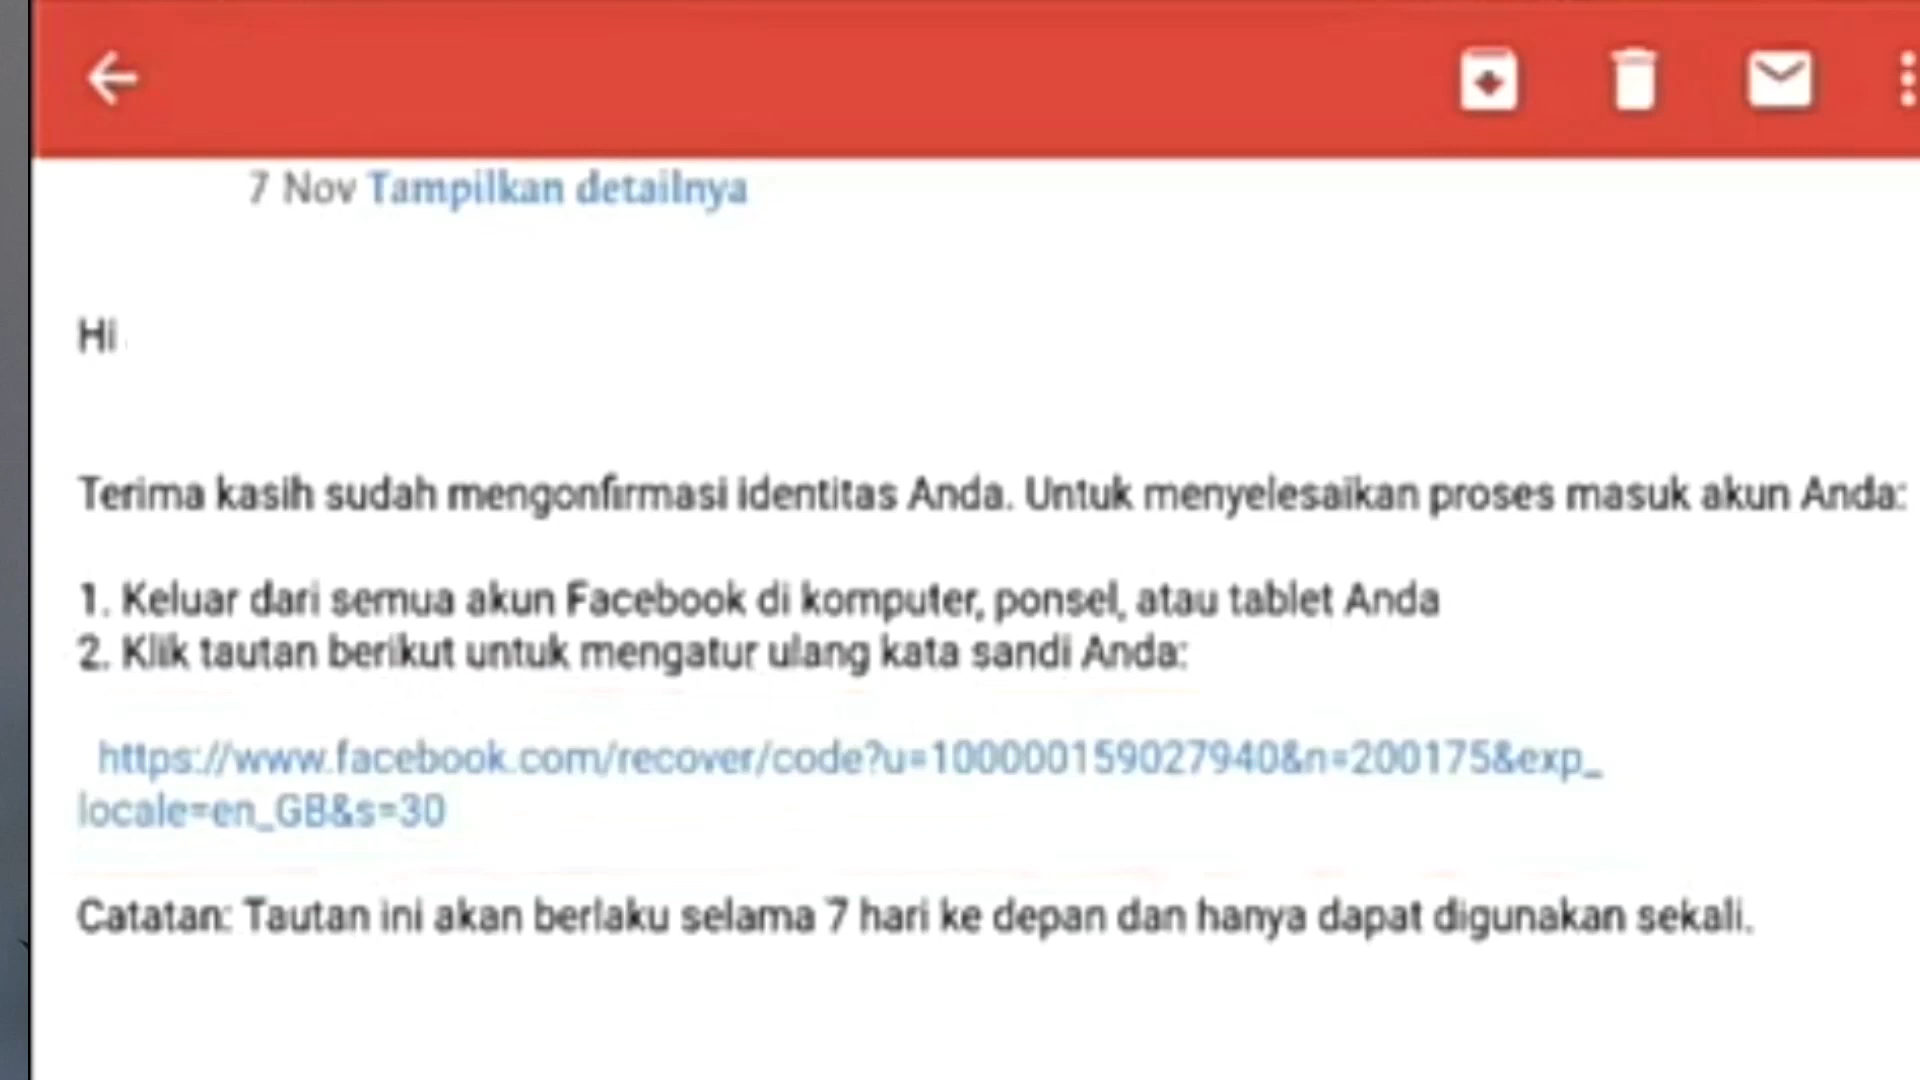 7 Nov Tampilkan detailnya
Hi
Terima kasih sudah mengonfirmasi identitas Anda. Untuk menyelesaikan proses masuk akun Anda:
1. Keluar dari semua akun Facebook di komputer, ponsel, atau tablet Anda
2. Klik tautan berikut untuk mengatur ulang kata sandi Anda:
https://www.facebook.com/recover/code?u=100000159027940&n=200175&exp_
locale=en_GB&s=30
Catatan: Tautan ini akan berlaku selama 7 hari ke depan dan hanya dapat digunakan sekali.